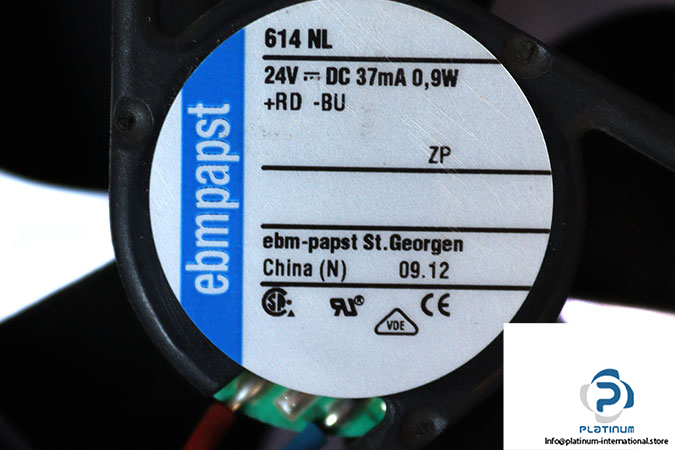 614 NL
24V ⎓ DC 37mA 0,9W
+RD -BU
ZP
ebmpapst
ebm-papst St.Georgen
China (N) 09.12
VDE
CE
PLATINUM
Info@platinum-international.store